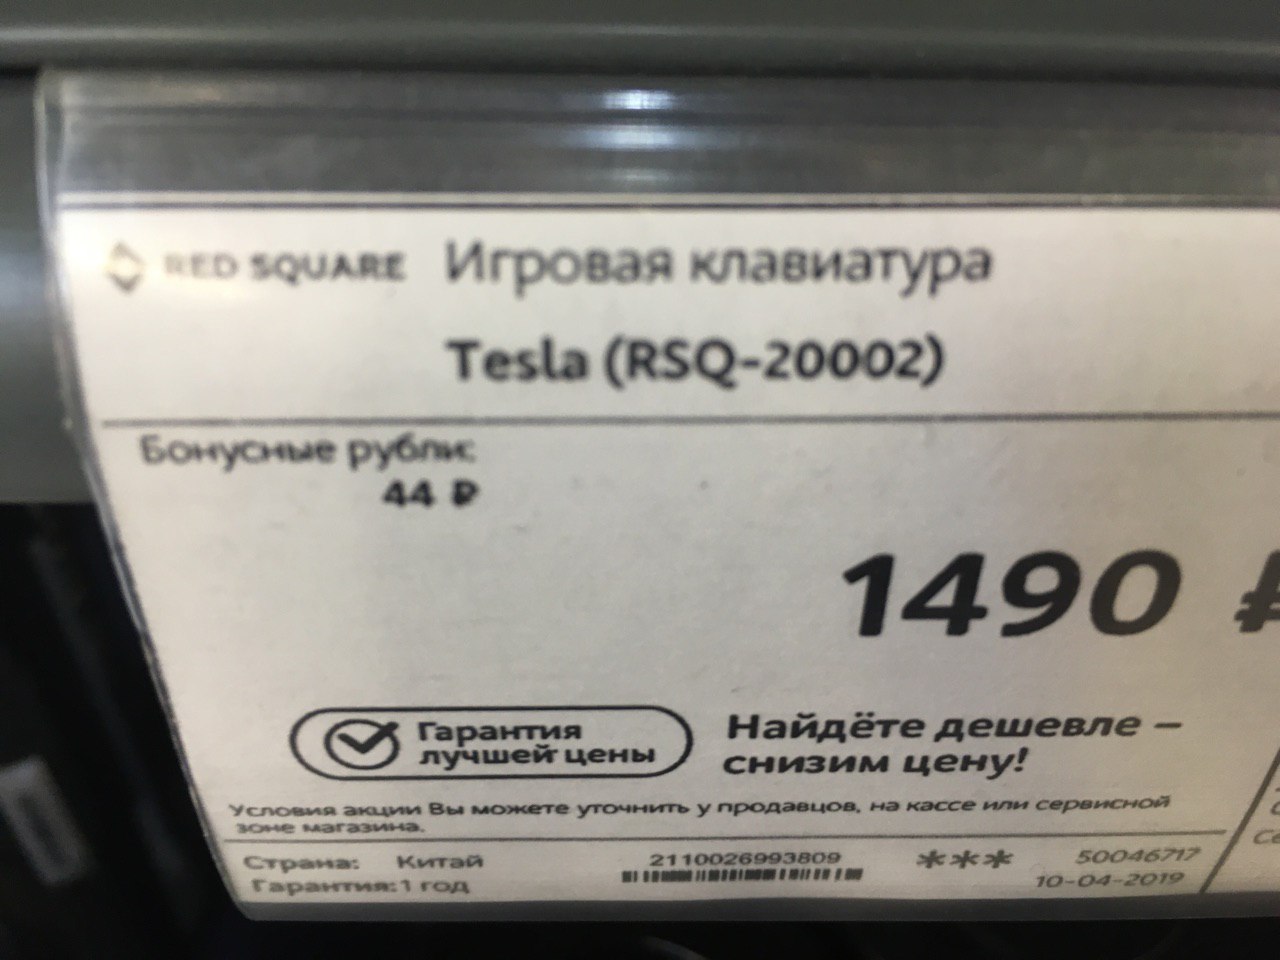 RED SQUARE Игровая клавиатура
Tesla (RSQ-20002)
Бонусные рубли:
44 ₽
1490 ₽
Гарантия
лучшей цены
Найдёте дешевле –
снизим цену!
Условия акции Вы можете уточнить у продавцов, на кассе или сервисной
зоне магазина.
Страна: Китай
Гарантия: 1 год
2110026993809
***
50046717
10-04-2019